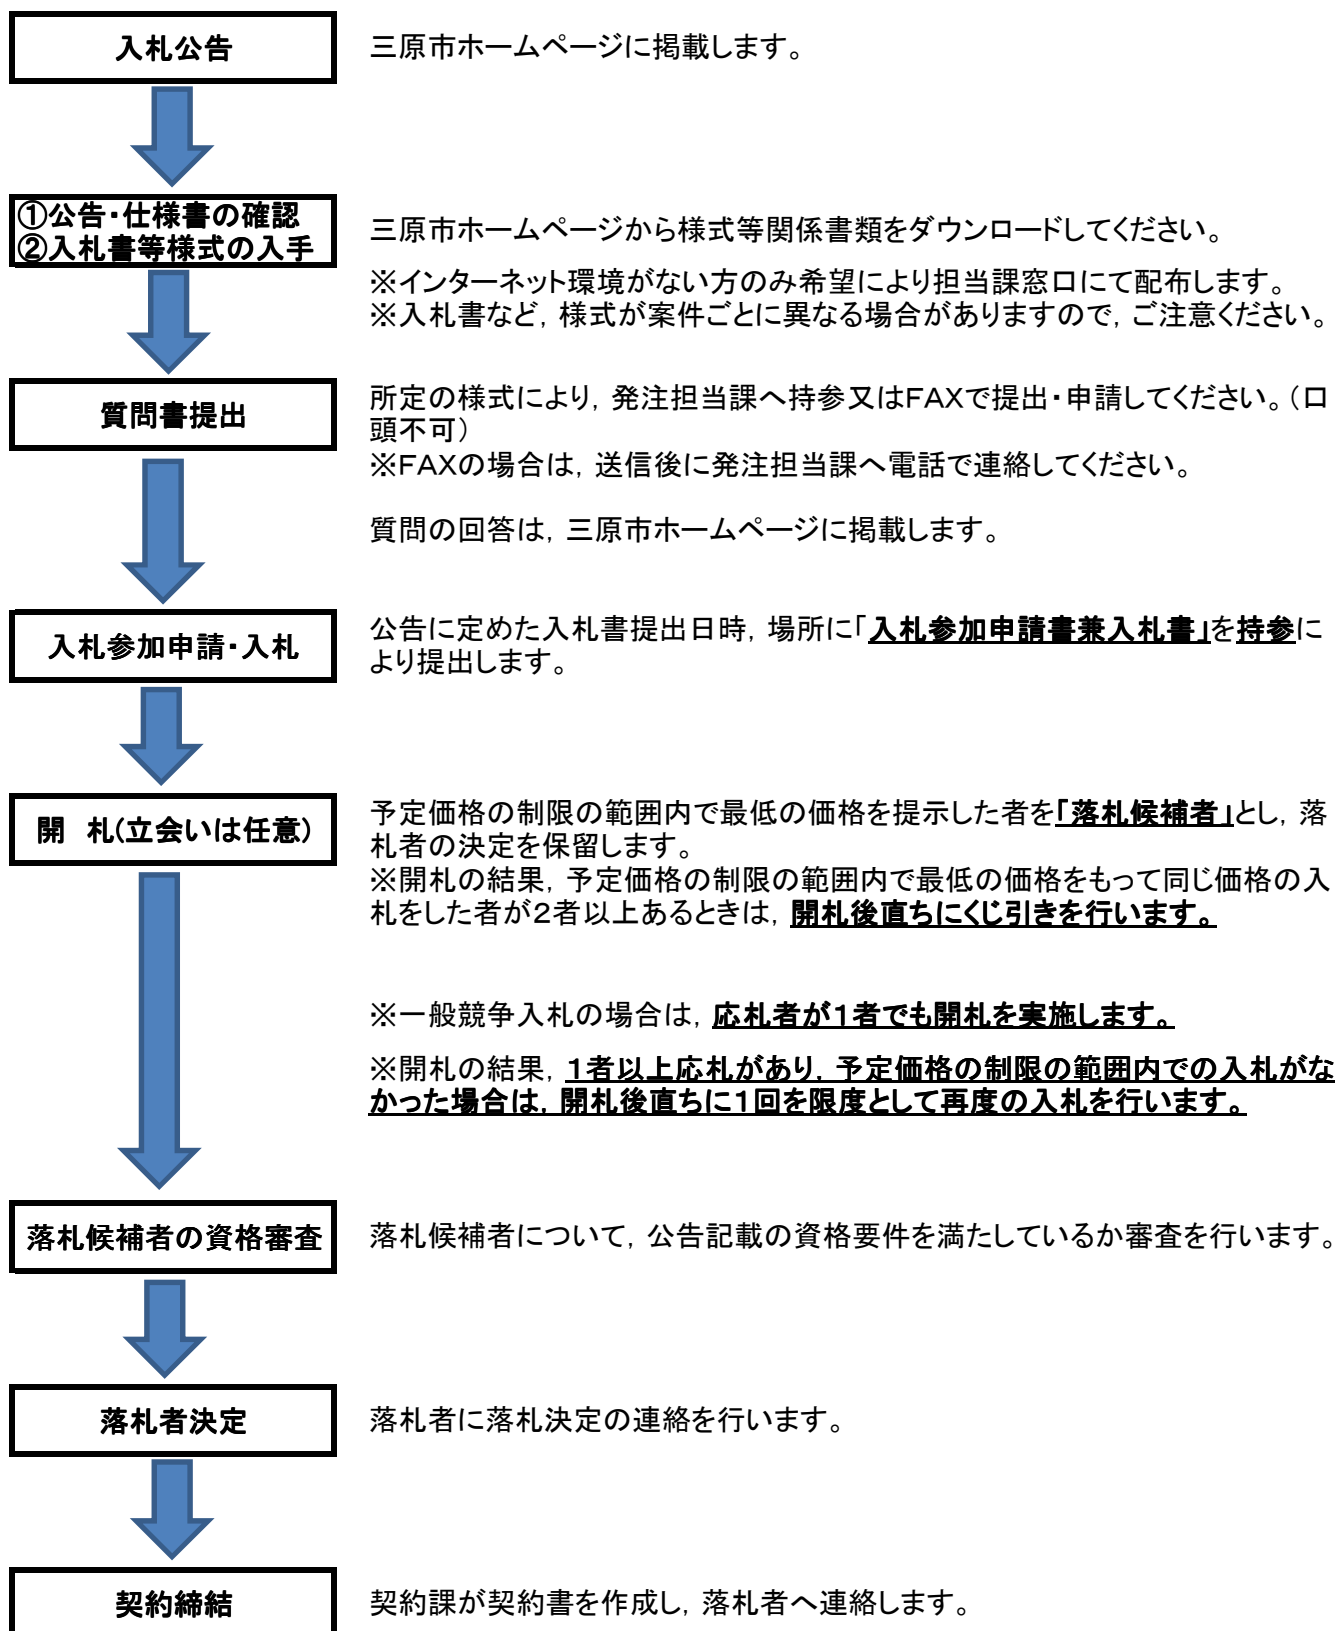 入札公告
三原市ホームページに掲載します。
①公告・仕様書の確認
②入札書等様式の入手
三原市ホームページから様式等関係書類をダウンロードしてください。
※インターネット環境がない方のみ希望により担当課窓口にて配布します。
※入札書など，様式が案件ごとに異なる場合がありますので，ご注意ください。
質問書提出
所定の様式により，発注担当課へ持参又はＦＡＸで提出・申請してください。（口
頭不可）
※ＦＡＸの場合は，送信後に発注担当課へ電話で連絡してください。
質問の回答は，三原市ホームページに掲載します。
入札参加申請・入札
公告に定めた入札書提出日時，場所に「入札参加申請書兼入札書」を持参に
より提出します。
開　札(立会いは任意)
予定価格の制限の範囲内で最低の価格を提示した者を「落札候補者」とし，落
札者の決定を保留します。
※開札の結果，予定価格の制限の範囲内で最低の価格をもって同じ価格の入
札をした者が２者以上あるときは，開札後直ちにくじ引きを行います。
※一般競争入札の場合は，応札者が１者でも開札を実施します。
※開札の結果，１者以上応札があり，予定価格の制限の範囲内での入札がな
かった場合は，開札後直ちに１回を限度として再度の入札を行います。
落札候補者の資格審査
落札候補者について，公告記載の資格要件を満たしているか審査を行います。
落札者決定
落札者に落札決定の連絡を行います。
契約締結
契約課が契約書を作成し，落札者へ連絡します。